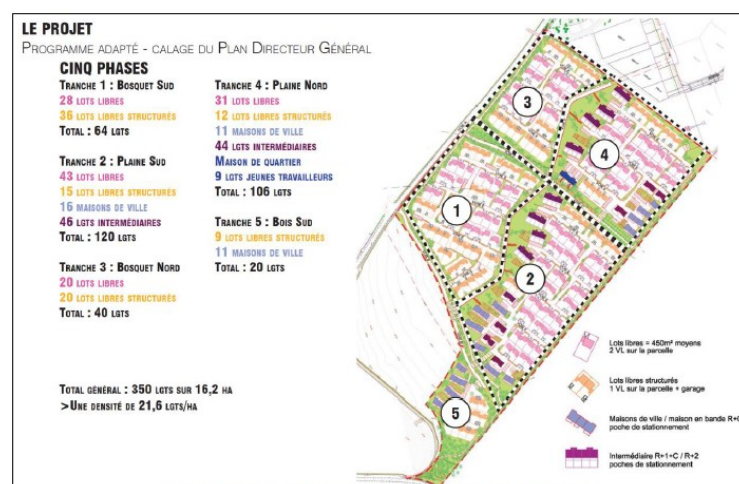 LE PROJET
PROGRAMME ADAPTÉ - CALAGE DU PLAN DIRECTEUR GÉNÉRAL
CINQ PHASES
TRANCHE 1 : BOSQUET SUD
28 LOTS LIBRES
36 LOTS LIBRES STRUCTURÉS
TOTAL : 64 LGTS
TRANCHE 2 : PLAINE SUD
43 LOTS LIBRES
15 LOTS LIBRES STRUCTURÉS
16 MAISONS DE VILLE
46 LGTS INTERMÉDIAIRES
TOTAL : 120 LGTS
TRANCHE 3 : BOSQUET NORD
20 LOTS LIBRES
20 LOTS LIBRES STRUCTURÉS
TOTAL : 40 LGTS
TRANCHE 4 : PLAINE NORD
31 LOTS LIBRES
12 LOTS LIBRES STRUCTURÉS
11 MAISONS DE VILLE
44 LGTS INTERMÉDIAIRES
MAISON DE QUARTIER
9 LGTS JEUNES TRAVAILLEURS
TOTAL : 106 LGTS
TRANCHE 5 : BOIS SUD
9 LOTS LIBRES STRUCTURÉS
11 MAISONS DE VILLE
TOTAL : 20 LGTS
TOTAL GÉNÉRAL : 350 LGTS SUR 16,2 HA
>UNE DENSITÉ DE 21,6 LGTS/HA
3
4
1
2
5
Lots libres = 450m² moyens
2 VL sur la parcelle
Lots libres structurés
1 VL sur la parcelle + garage
Maisons de ville / maison en bande R+C
poche de stationnement
Intermédiaire R+1+C / R+2
poches de stationnement